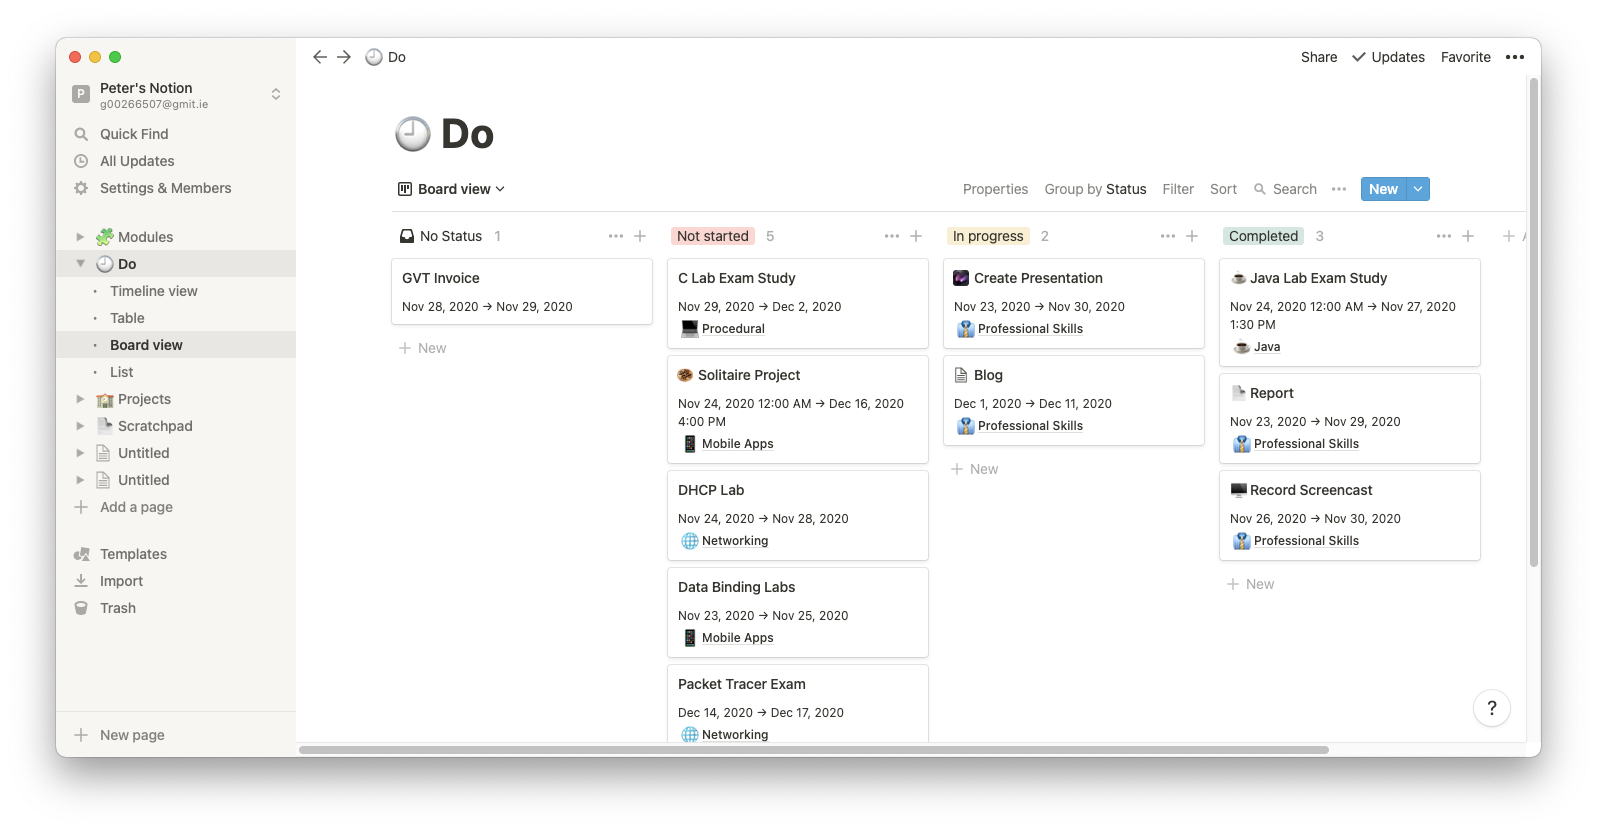 Do
Share
Updates
Favorite
P
Peter's Notion
g00266507@gmit.ie
Quick Find
All Updates
Settings & Members
Modules
Do
Timeline view
Table
Board view
List
Projects
Scratchpad
Untitled
Untitled
Add a page
Templates
Import
Trash
New page
Do
Board view
Properties
Group by Status
Filter
Sort
Search
New
No Status 1
GVT Invoice
Nov 28, 2020 → Nov 29, 2020
New
Not started 5
C Lab Exam Study
Nov 29, 2020 → Dec 2, 2020
Procedural
Solitaire Project
Nov 24, 2020 12:00 AM → Dec 16, 2020
4:00 PM
Mobile Apps
DHCP Lab
Nov 24, 2020 → Nov 28, 2020
Networking
Data Binding Labs
Nov 23, 2020 → Nov 25, 2020
Mobile Apps
Packet Tracer Exam
Dec 14, 2020 → Dec 17, 2020
Networking
In progress 2
Create Presentation
Nov 23, 2020 → Nov 30, 2020
Professional Skills
Blog
Dec 1, 2020 → Dec 11, 2020
Professional Skills
New
Completed 3
Java Lab Exam Study
Nov 24, 2020 12:00 AM → Nov 27, 2020
1:30 PM
Java
Report
Nov 23, 2020 → Nov 29, 2020
Professional Skills
Record Screencast
Nov 26, 2020 → Nov 30, 2020
Professional Skills
New
?